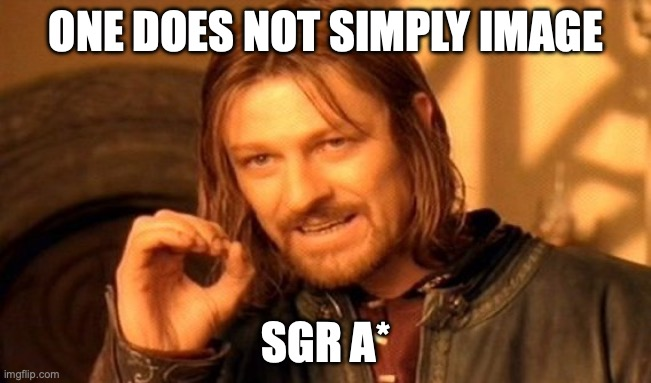 ONE DOES NOT SIMPLY IMAGE
SGR A*
imgflip.com